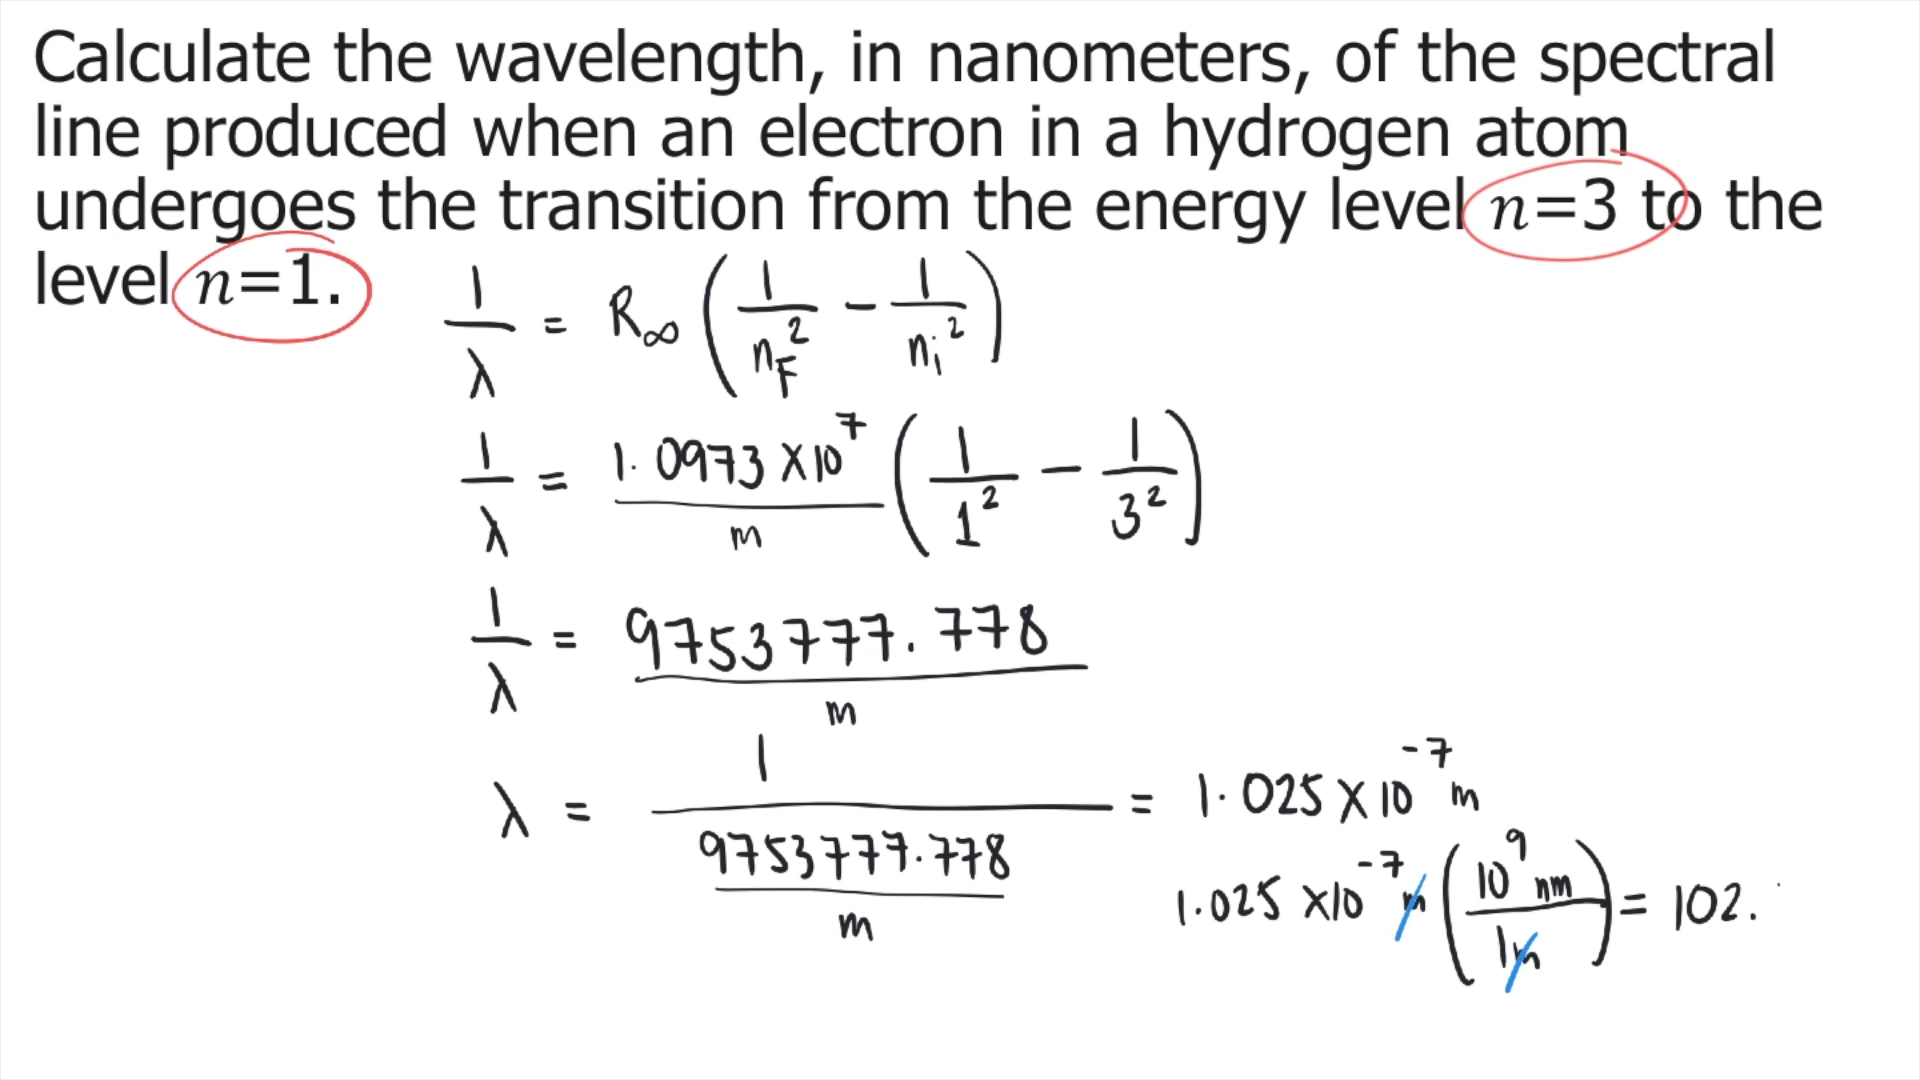 Calculate the wavelength, in nanometers, of the spectral
line produced when an electron in a hydrogen atom
undergoes the transition from the energy level n=3 to the
level n=1.
1/λ = R∞ (1/n_F² − 1/n_i²)
1/λ = 1.0973 × 10⁷/m (1/1² − 1/3²)
1/λ = 9753777.778/m
λ = 1/(9753777.778/m) = 1.025 × 10⁻⁷ m
1.025 × 10⁻⁷ m (10⁹ nm/1m) = 102.